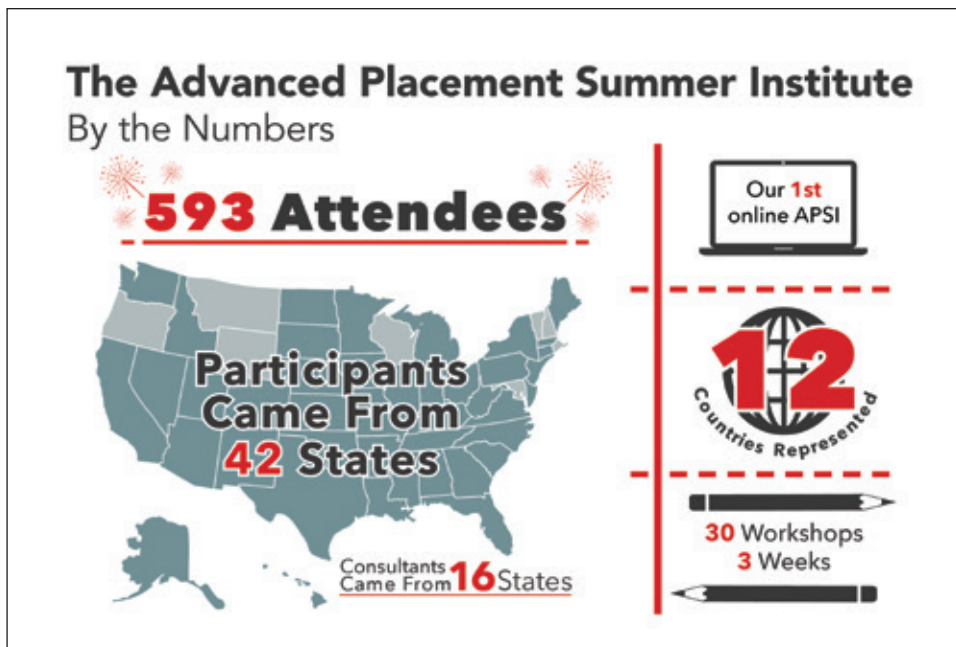 The Advanced Placement Summer Institute
By the Numbers
593 Attendees
Participants
Came From
42 States
Consultants
Came From 16 States
Our 1st
online APSI
12
Countries Represented
30 Workshops
3 Weeks